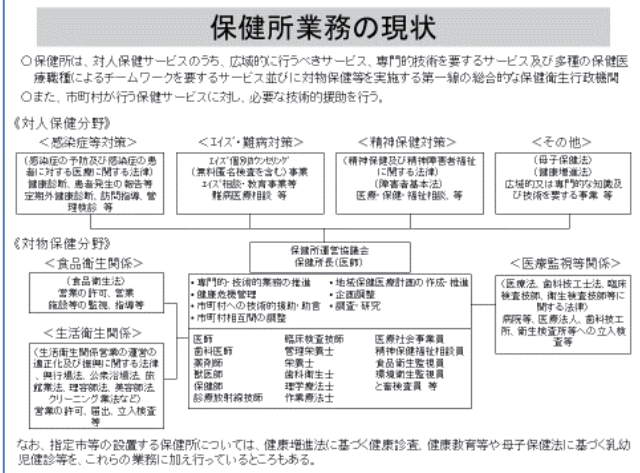 保健所業務の現状
○保健所は、対人保健サービスのうち、広域的に行うべきサービス、専門的技術を要するサービス及び多種の保健医
療職種によるチームワークを要するサービス並びに対物保健等を実施する第一線の総合的な保健衛生行政機関
○また、市町村が行う保健サービスに対し、必要な技術的援助を行う。
《対人保健分野》
<感染症等対策>
(感染症の予防及び感染症の患
者に対する医療に関する法律)
健康診断、患者発生の報告等
定期外健康診断、訪問指導、管
理検診 等
<エイズ・難病対策>
エイズ個別カウンセリング
(無料匿名検査を含む)事業
エイズ相談・教育事業等
難病医療相談 等
<精神保健対策>
(精神保健及び精神障害者福祉
に関する法律)
(障害者基本法)
医療・保健・福祉相談、等
<その他>
(母子保健法)
(健康増進法)
広域的又は専門的な知識及
び技術を要する事業 等
《対物保健分野》
<食品衛生関係>
(食品衛生法)
営業の許可、営業
施設等の監視、指導等
<生活衛生関係>
(生活衛生関係営業の運営の
適正化及び振興に関する法律
、興行場法、公衆浴場法、旅
館業法、理容師法、美容師法、
クリーニング業法など)
営業の許可、届出、立入検査
等
保健所運営協議会
保健所長(医師)
・専門的・技術的業務の推進
・健康危機管理
・市町村への技術的援助・助言
・市町村相互間の調整
・地域保健医療計画の作成・推進
・企画調整
・調査・研究
医師
歯科医師
薬剤師
獣医師
保健師
診療放射線技師
臨床検査技師
管理栄養士
栄養士
歯科衛生士
理学療法士
作業療法士
医療社会事業員
精神保健福祉相談員
食品衛生監視員
環境衛生監視員
と畜検査員 等
<医療監視等関係>
(医療法、歯科技工士法、臨床
検査技師、衛生検査技師等に
関する法律)
病院等、医療法人、歯科技工
所、衛生検査所等への立入検
査等
なお、指定市等の設置する保健所については、健康増進法に基づく健康診査、健康教育等や母子保健法に基づく乳幼
児健診等を、これらの業務に加え行っているところもある。